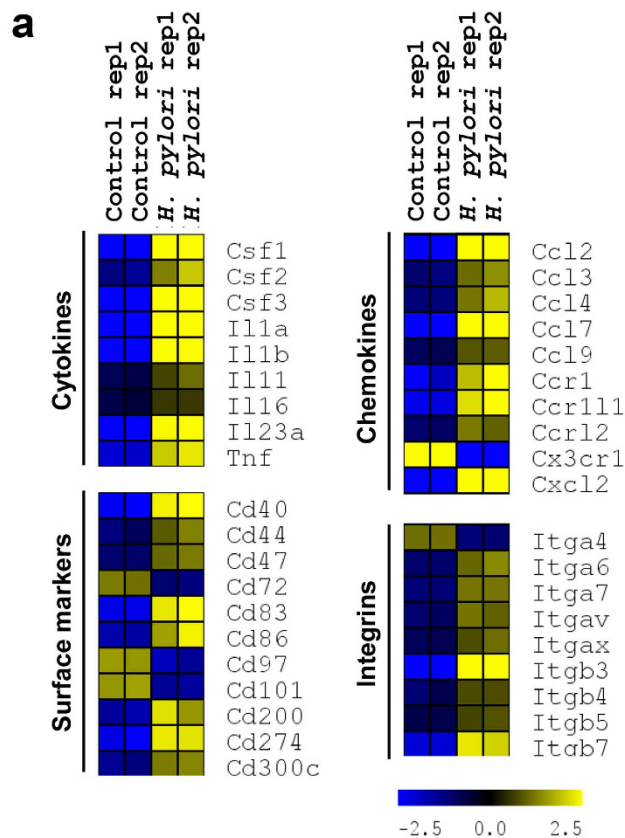 a
Control rep1
Control rep2
H. pylori rep1
H. pylori rep2
Cytokines
Csf1
Csf2
Csf3
Il1a
Il1b
Il11
Il16
Il23a
Tnf
Surface markers
Cd40
Cd44
Cd47
Cd72
Cd83
Cd86
Cd97
Cd101
Cd200
Cd274
Cd300c
Control rep1
Control rep2
H. pylori rep1
H. pylori rep2
Chemokines
Ccl2
Ccl3
Ccl4
Ccl7
Ccl9
Ccr1
Ccr1l1
Ccrl2
Cx3cr1
Cxcl2
Integrins
Itga4
Itga6
Itga7
Itgav
Itgax
Itgb3
Itgb4
Itgb5
Itgb7
-2.5 0.0 2.5